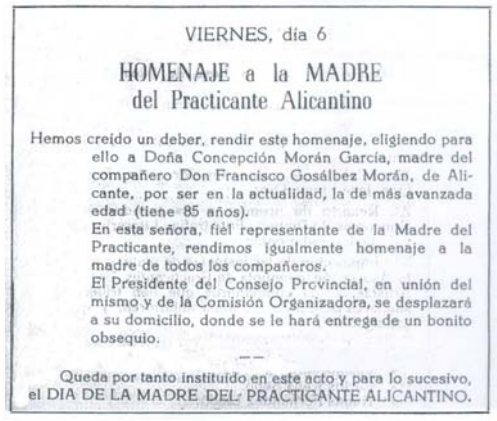 VIERNES, día 6
HOMENAJE a la MADRE
del Practicante Alicantino
Hemos creído un deber, rendir este homenaje, eligiendo para
ello a Doña Concepción Morán García, madre del
compañero Don Francisco Gosálbez Morán, de Ali-
cante, por ser en la actualidad, la de más avanzada
edad (tiene 85 años).
En esta señora, fiel representante de la Madre del
Practicante, rendimos igualmente homenaje a la
madre de todos los compañeros.
El Presidente del Consejo Provincial, en unión del
mismo y de la Comisión Organizadora, se desplazará
a su domicilio, donde se le hará entrega de un bonito
obsequio.
Queda por tanto instituído en este acto y para lo sucesivo,
el DIA DE LA MADRE DEL PRACTICANTE ALICANTINO.